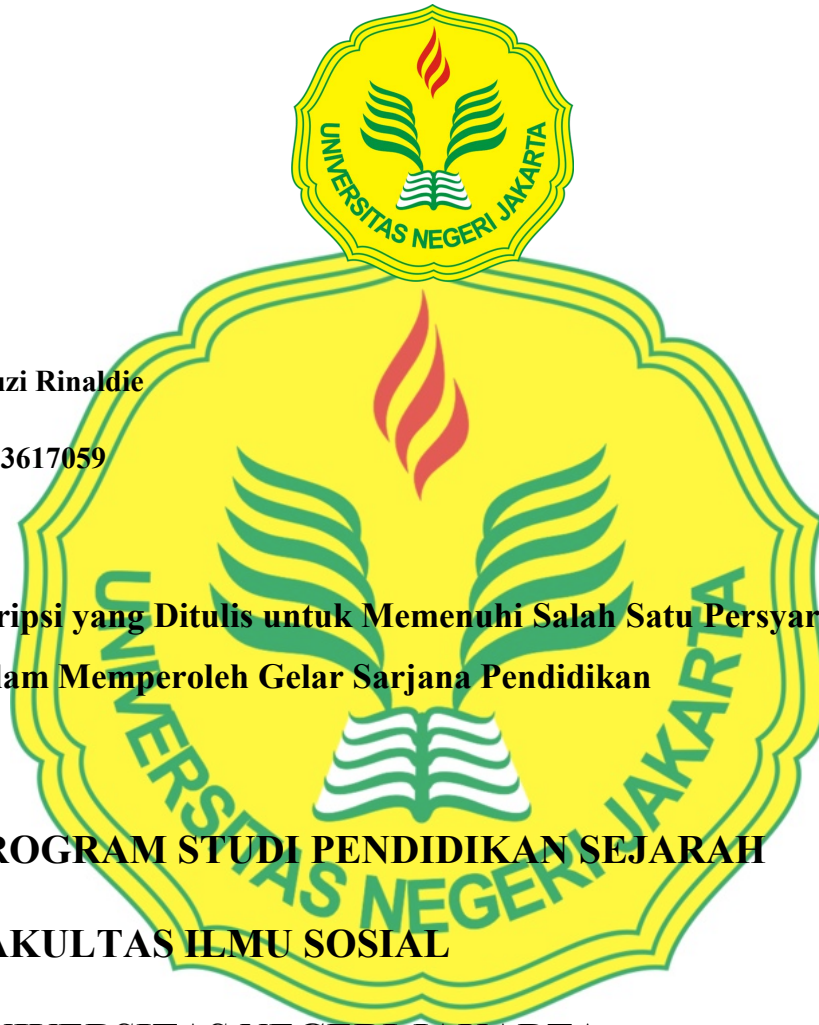 UNIVERSITAS NEGERI JAKARTA
uzi Rinaldie
3617059
ripsi yang Ditulis untuk Memenuhi Salah Satu Persyar
lam Memperoleh Gelar Sarjana Pendidikan
UNIVERSITAS NEGERI JAKARTA
ROGRAM STUDI PENDIDIKAN SEJARAH
AKULTAS ILMU SOSIAL